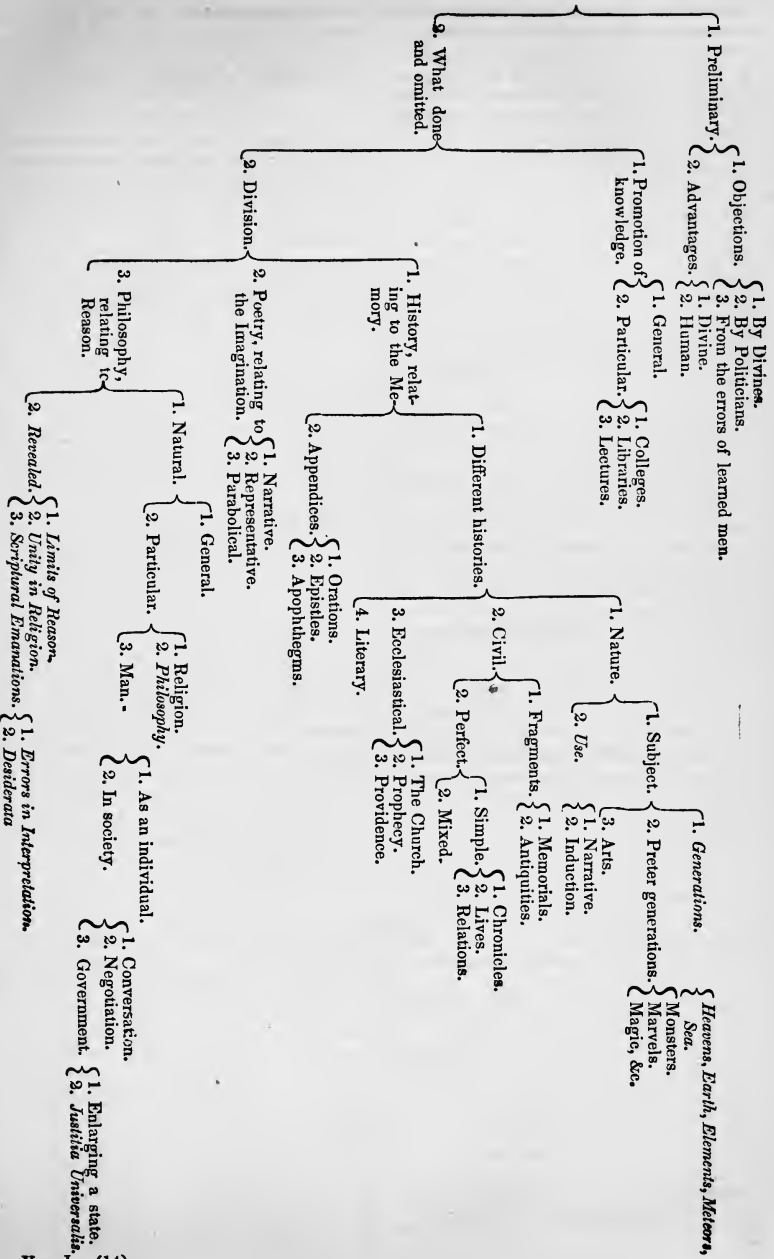 1. Preliminary.
1. Objections.
1. By Divines.
2. By Politicians.
3. From the errors of learned men.
2. Advantages.
1. Divine.
2. Human.
2. What done
and omitted.
1. Promotion of
knowledge.
1. General.
2. Particular.
1. Colleges.
2. Libraries.
3. Lectures.
2. Division.
1. History, relat-
ing to the Me-
mory.
1. Different histories.
1. Nature.
1. Subject.
1. Generations.
Heavens, Earth, Elements, Meteors,
Sea.
2. Preter generations.
Monsters.
Marvels.
Magic, &c.
3. Arts.
2. Use.
1. Narrative.
2. Induction.
2. Civil.
1. Fragments.
1. Memorials.
2. Antiquities.
2. Perfect.
1. Simple.
1. Chronicles.
2. Lives.
3. Relations.
2. Mixed.
3. Ecclesiastical.
1. The Church.
2. Prophecy.
3. Providence.
4. Literary.
2. Appendices.
1. Orations.
2. Epistles.
3. Apophthegms.
2. Poetry, relating to
the Imagination.
1. Narrative.
2. Representative.
3. Parabolical.
3. Philosophy,
relating to
Reason.
1. Natural.
1. General.
2. Particular.
1. Religion.
2. Philosophy.
3. Man.-
1. As an individual.
2. In society.
1. Conversation.
2. Negotiation.
3. Government.
1. Enlarging a state.
2. Justitia Universalis.
2. Revealed.
1. Limits of Reason.
2. Unity in Religion.
3. Scriptural Emanations.
1. Errors in Interpretation.
2. Desiderata